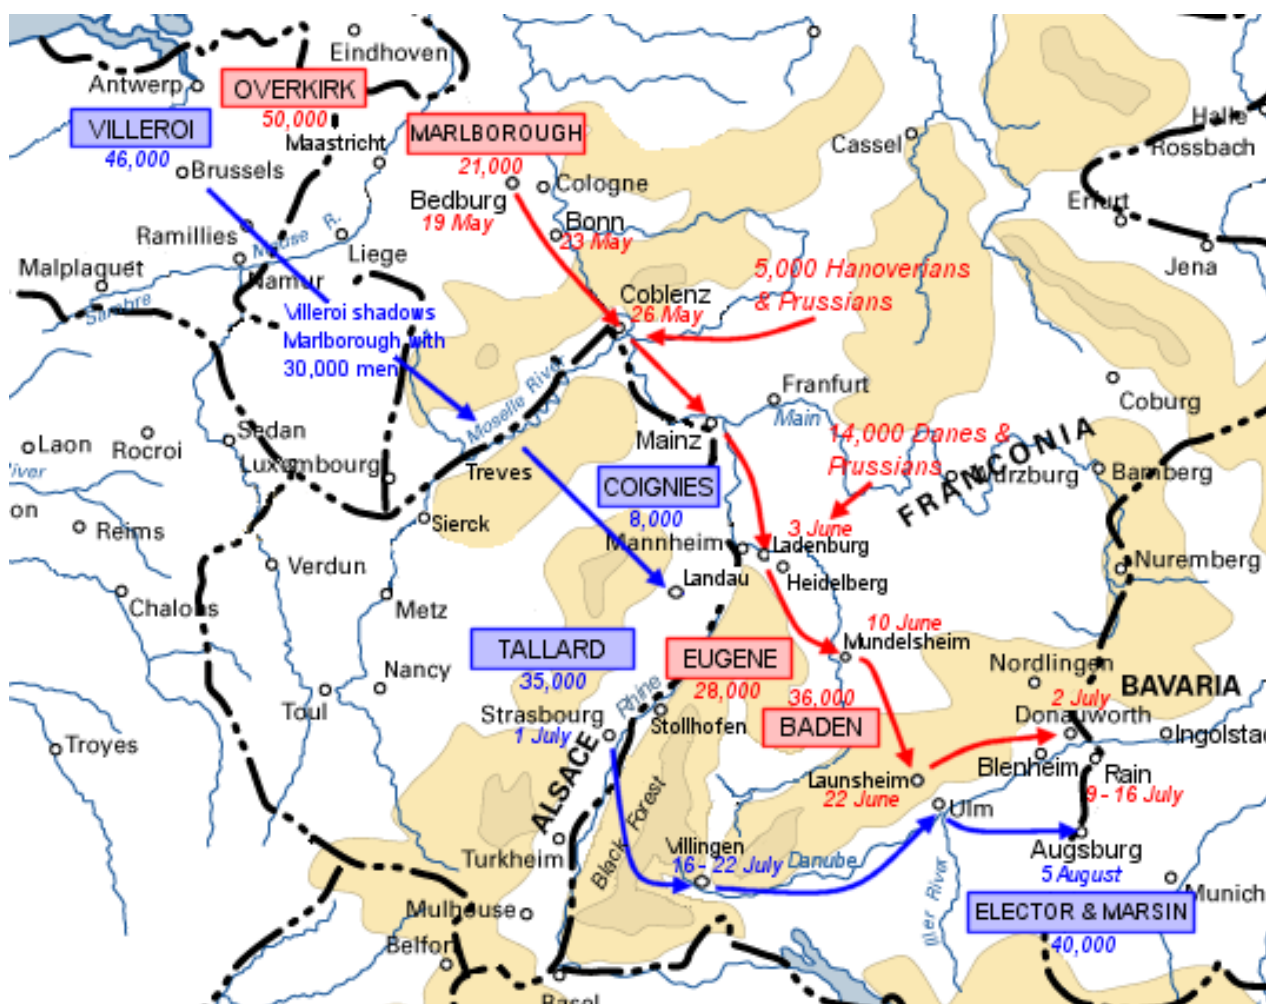 Eindhoven
Antwerp
OVERKIRK
50,000
VILLEROI
46,000
Maastricht
MARLBOROUGH
21,000
Halle
Rossbach
Cassel
Brussels
Bedburg
19 May
Cologne
Bonn
23 May
Erfurt
Jena
Ramillies
Meuse R.
Liege
Malplaquet
Namur
Sambre
Coblenz
26 May
5,000 Hanoverians
& Prussians
Villeroi shadows
Marlborough with
30,000 men
Moselle River
Franfurt
Main
Coburg
Laon
Rocroi
Sedan
Mainz
14,000 Danes &
Prussians
FRANCONIA
Luxembourg
Treves
COIGNIES
8,000
Wurzburg
Bamberg
iver
on
Reims
Sierck
3 June
Mannheim
Ladenburg
Heidelberg
Nuremberg
Verdun
Landau
Chalons
Metz
TALLARD
35,000
EUGENE
28,000
10 June
Mundelsheim
Nordlingen
BAVARIA
Nancy
Toul
Rhine
36,000
BADEN
2 July
Donauworth
Strasbourg
1 July
Stollhofen
Ingolsta
Troyes
ALSACE
Launsheim
22 June
Blenheim
Rain
9 - 16 July
Ulm
Black Forest
Turkheim
Villingen
16 - 22 July
Danube
Augsburg
5 August
Iller River
Munich
Mulhouse
ELECTOR & MARSIN
40,000
Belfort
Basel